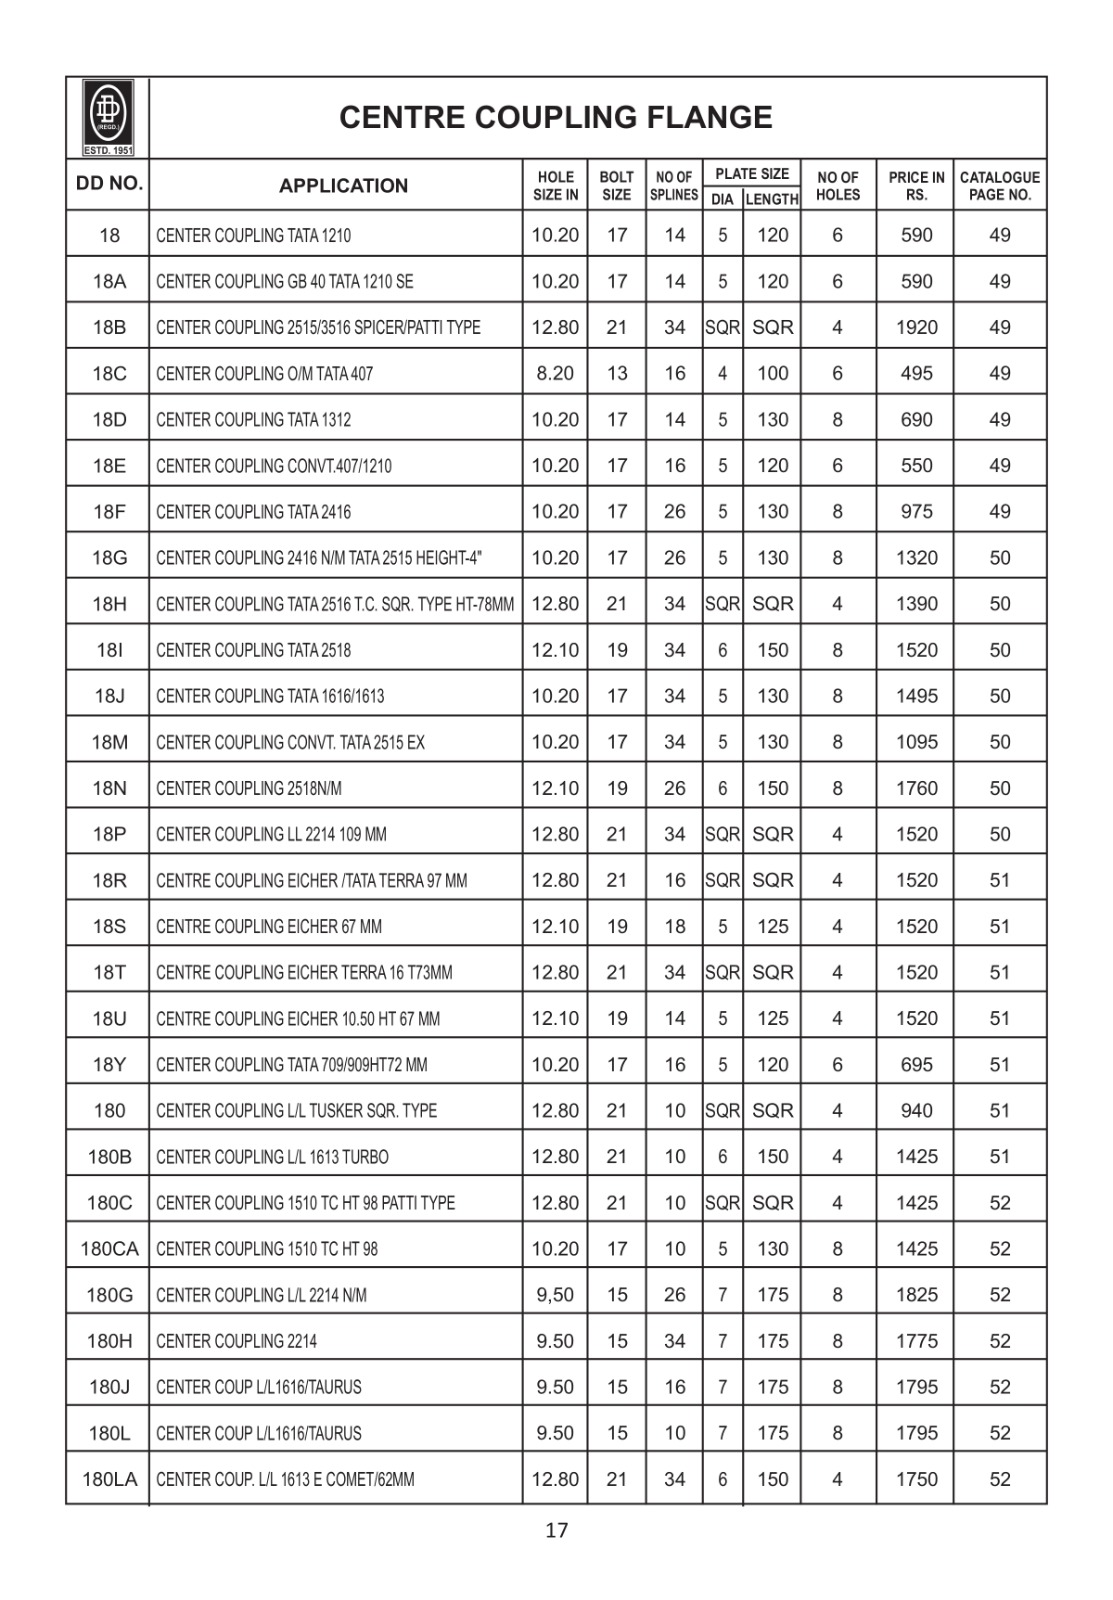 DD
(REGD.)
ESTD. 1951
CENTRE COUPLING FLANGE
DD NO. APPLICATION HOLE SIZE IN BOLT SIZE NO OF SPLINES PLATE SIZE DIA LENGTH NO OF HOLES PRICE IN RS. CATALOGUE PAGE NO.
18 CENTER COUPLING TATA 1210 10.20 17 14 5 120 6 590 49
18A CENTER COUPLING GB 40 TATA 1210 SE 10.20 17 14 5 120 6 590 49
18B CENTER COUPLING 2515/3516 SPICER/PATTI TYPE 12.80 21 34 SQR SQR 4 1920 49
18C CENTER COUPLING O/M TATA 407 8.20 13 16 4 100 6 495 49
18D CENTER COUPLING TATA 1312 10.20 17 14 5 130 8 690 49
18E CENTER COUPLING CONVT.407/1210 10.20 17 16 5 120 6 550 49
18F CENTER COUPLING TATA 2416 10.20 17 26 5 130 8 975 49
18G CENTER COUPLING 2416 N/M TATA 2515 HEIGHT-4" 10.20 17 26 5 130 8 1320 50
18H CENTER COUPLING TATA 2516 T.C. SQR. TYPE HT-78MM 12.80 21 34 SQR SQR 4 1390 50
18I CENTER COUPLING TATA 2518 12.10 19 34 6 150 8 1520 50
18J CENTER COUPLING TATA 1616/1613 10.20 17 34 5 130 8 1495 50
18M CENTER COUPLING CONVT. TATA 2515 EX 10.20 17 34 5 130 8 1095 50
18N CENTER COUPLING 2518N/M 12.10 19 26 6 150 8 1760 50
18P CENTER COUPLING LL 2214 109 MM 12.80 21 34 SQR SQR 4 1520 50
18R CENTRE COUPLING EICHER /TATA TERRA 97 MM 12.80 21 16 SQR SQR 4 1520 51
18S CENTRE COUPLING EICHER 67 MM 12.10 19 18 5 125 4 1520 51
18T CENTRE COUPLING EICHER TERRA 16 T73MM 12.80 21 34 SQR SQR 4 1520 51
18U CENTRE COUPLING EICHER 10.50 HT 67 MM 12.10 19 14 5 125 4 1520 51
18Y CENTER COUPLING TATA 709/909HT72 MM 10.20 17 16 5 120 6 695 51
180 CENTER COUPLING L/L TUSKER SQR. TYPE 12.80 21 10 SQR SQR 4 940 51
180B CENTER COUPLING L/L 1613 TURBO 12.80 21 10 6 150 4 1425 51
180C CENTER COUPLING 1510 TC HT 98 PATTI TYPE 12.80 21 10 SQR SQR 4 1425 52
180CA CENTER COUPLING 1510 TC HT 98 10.20 17 10 5 130 8 1425 52
180G CENTER COUPLING L/L 2214 N/M 9,50 15 26 7 175 8 1825 52
180H CENTER COUPLING 2214 9.50 15 34 7 175 8 1775 52
180J CENTER COUP L/L1616/TAURUS 9.50 15 16 7 175 8 1795 52
180L CENTER COUP L/L1616/TAURUS 9.50 15 10 7 175 8 1795 52
180LA CENTER COUP. L/L 1613 E COMET/62MM 12.80 21 34 6 150 4 1750 52
17